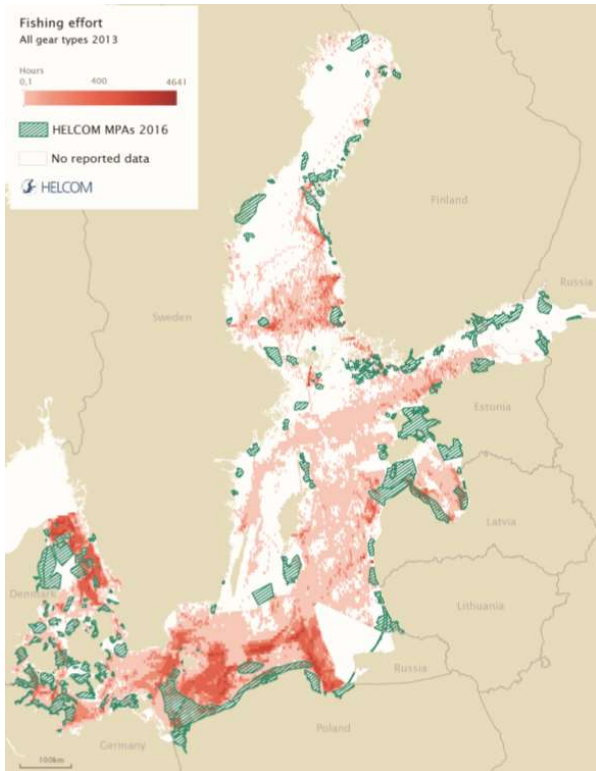 Fishing effort
All gear types 2013
Hours
0,1 400 4641
HELCOM MPAs 2016
No reported data
HELCOM
Finland
Russia
Sweden
Estonia
Latvia
Denmark
Lithuania
Russia
Poland
Germany
100km